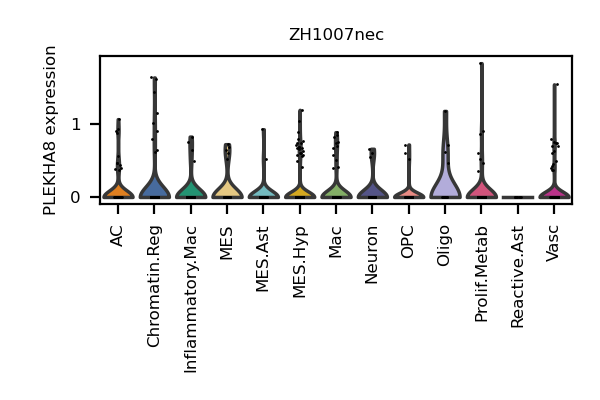 ZH1007nec
PLEKHA8 expression
1
0
AC
Chromatin.Reg
Inflammatory.Mac
MES
MES.Ast
MES.Hyp
Mac
Neuron
OPC
Oligo
Prolif.Metab
Reactive.Ast
Vasc